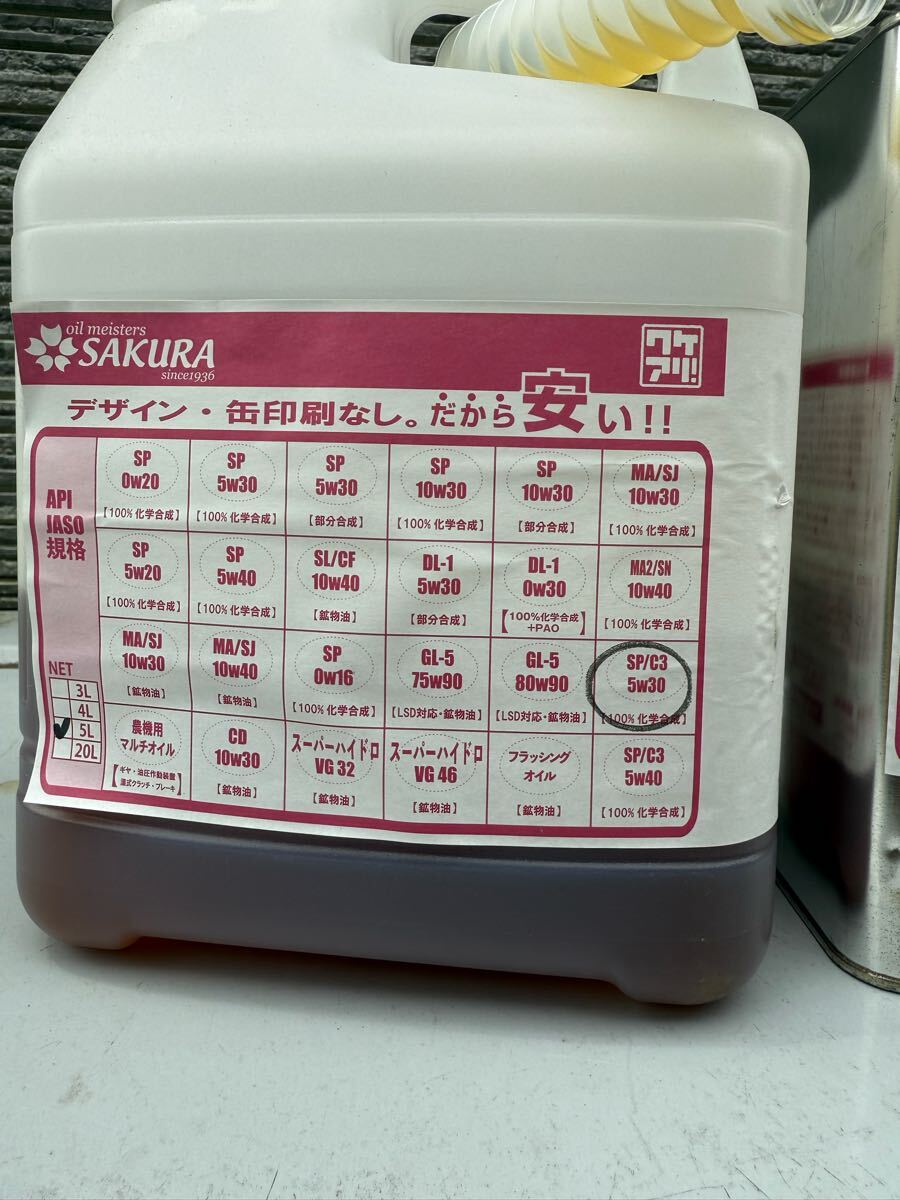 oil meisters
SAKURA
since1936
ワケ
アリ!
デザイン・缶印刷なし。だから安い!!
API
JASO
規格
SP
0w20
【100%化学合成】
SP
5w30
【100%化学合成】
SP
5w30
【部分合成】
SP
10w30
【100%化学合成】
SP
10w30
【部分合成】
MA/SJ
10w30
【100%化学合成】
SP
5w20
【100%化学合成】
SP
5w40
【100%化学合成】
SL/CF
10w40
【鉱物油】
DL-1
5w30
【部分合成】
DL-1
0w30
【100%化学合成
+PAO】
MA2/SN
10w40
【100%化学合成】
MA/SJ
10w30
【鉱物油】
MA/SJ
10w40
【鉱物油】
SP
0w16
【100%化学合成】
GL-5
75w90
【LSD対応・鉱物油】
GL-5
80w90
【LSD対応・鉱物油】
SP/C3
5w30
【100%化学合成】
NET
3L
4L
5L
20L
農機用
マルチオイル
【ギヤ・油圧作動装置
湿式クラッチ・ブレーキ】
CD
10w30
【鉱物油】
スーパーハイドロ
VG 32
【鉱物油】
スーパーハイドロ
VG 46
【鉱物油】
フラッシング
オイル
【鉱物油】
SP/C3
5w40
【100%化学合成】